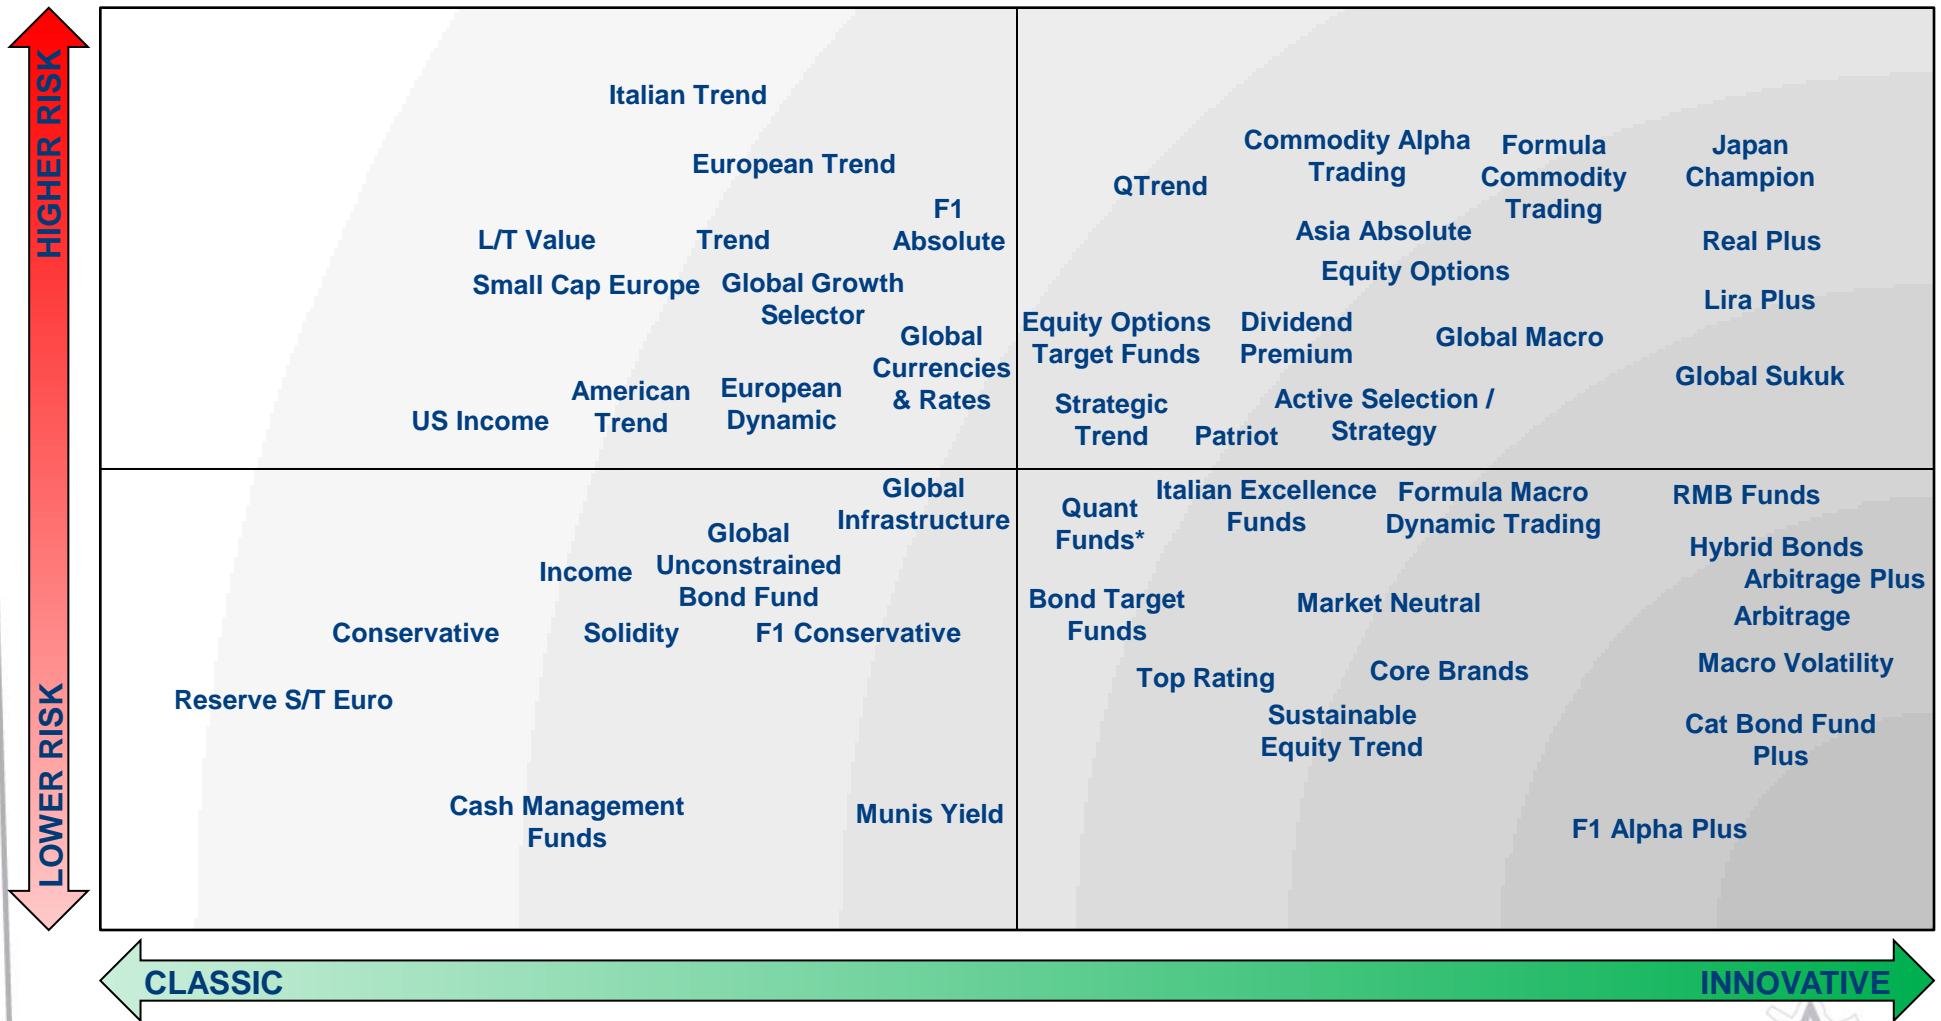 HIGHER RISK
LOWER RISK
Italian Trend
European Trend
F1
Absolute
L/T Value
Trend
Small Cap Europe
Global Growth
Selector
Global
Currencies
& Rates
American
Trend
European
Dynamic
US Income
QTrend
Commodity Alpha
Trading
Formula
Commodity
Trading
Japan
Champion
Asia Absolute
Real Plus
Equity Options
Lira Plus
Equity Options
Target Funds
Dividend
Premium
Global Macro
Global Sukuk
Strategic
Trend
Patriot
Active Selection /
Strategy
Global
Infrastructure
Global
Unconstrained
Bond Fund
Income
Conservative
Solidity
F1 Conservative
Reserve S/T Euro
Cash Management
Funds
Munis Yield
Quant
Funds*
Italian Excellence
Funds
Formula Macro
Dynamic Trading
RMB Funds
Hybrid Bonds
Arbitrage Plus
Bond Target
Funds
Market Neutral
Arbitrage
Top Rating
Core Brands
Macro Volatility
Sustainable
Equity Trend
Cat Bond Fund
Plus
F1 Alpha Plus
CLASSIC
INNOVATIVE